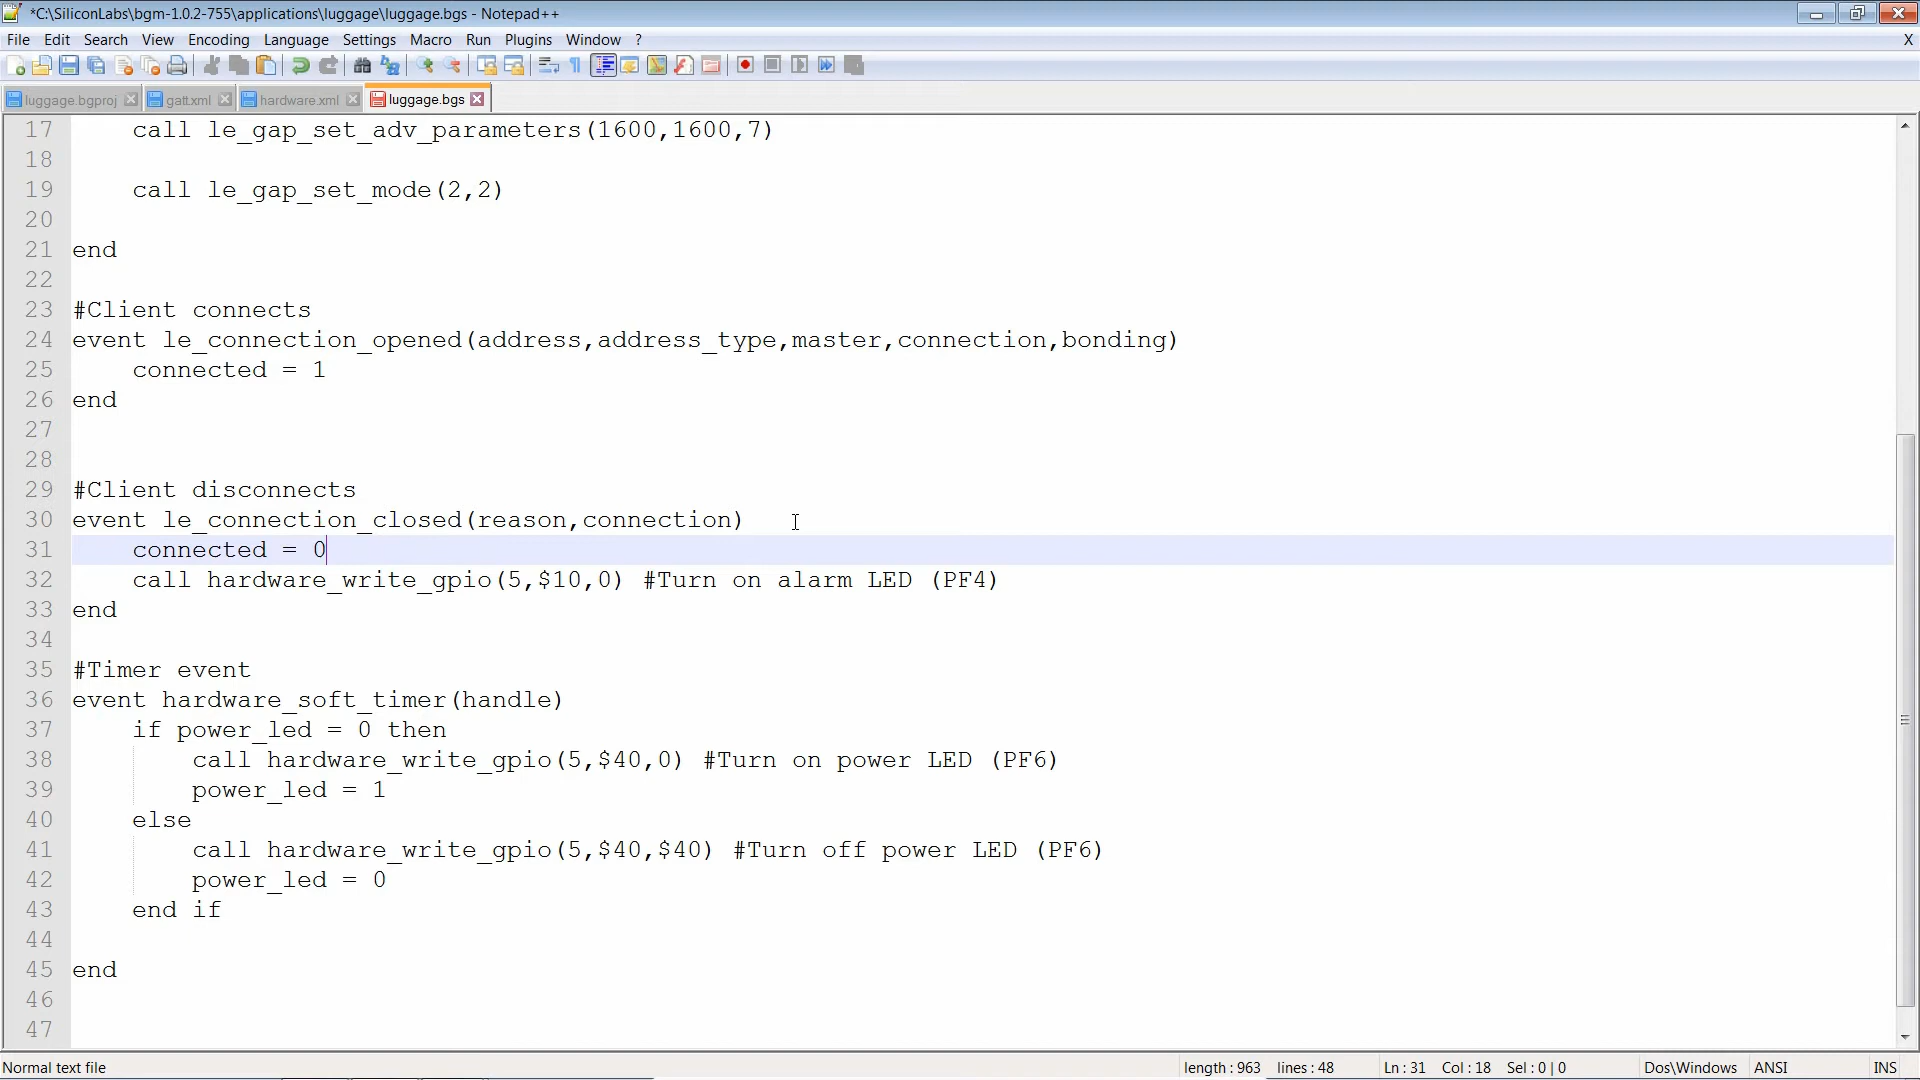 *C:\SiliconLabs\bgm-1.0.2-755\applications\luggage\luggage.bgs - Notepad++
File Edit Search View Encoding Language Settings Macro Run Plugins Window ? X
luggage.bgproj gatt.xml hardware.xml luggage.bgs
17 call le_gap_set_adv_parameters(1600,1600,7)
18
19 call le_gap_set_mode(2,2)
20
21 end
22
23 #Client connects
24 event le_connection_opened(address,address_type,master,connection,bonding)
25 connected = 1
26 end
27
28
29 #Client disconnects
30 event le_connection_closed(reason,connection)
31 connected = 0
32 call hardware_write_gpio(5,$10,0) #Turn on alarm LED (PF4)
33 end
34
35 #Timer event
36 event hardware_soft_timer(handle)
37 if power_led = 0 then
38 call hardware_write_gpio(5,$40,0) #Turn on power LED (PF6)
39 power_led = 1
40 else
41 call hardware_write_gpio(5,$40,$40) #Turn off power LED (PF6)
42 power_led = 0
43 end if
44
45 end
46
47
Normal text file length : 963 lines : 48 Ln : 31 Col : 18 Sel : 0 | 0 Dos\Windows ANSI INS